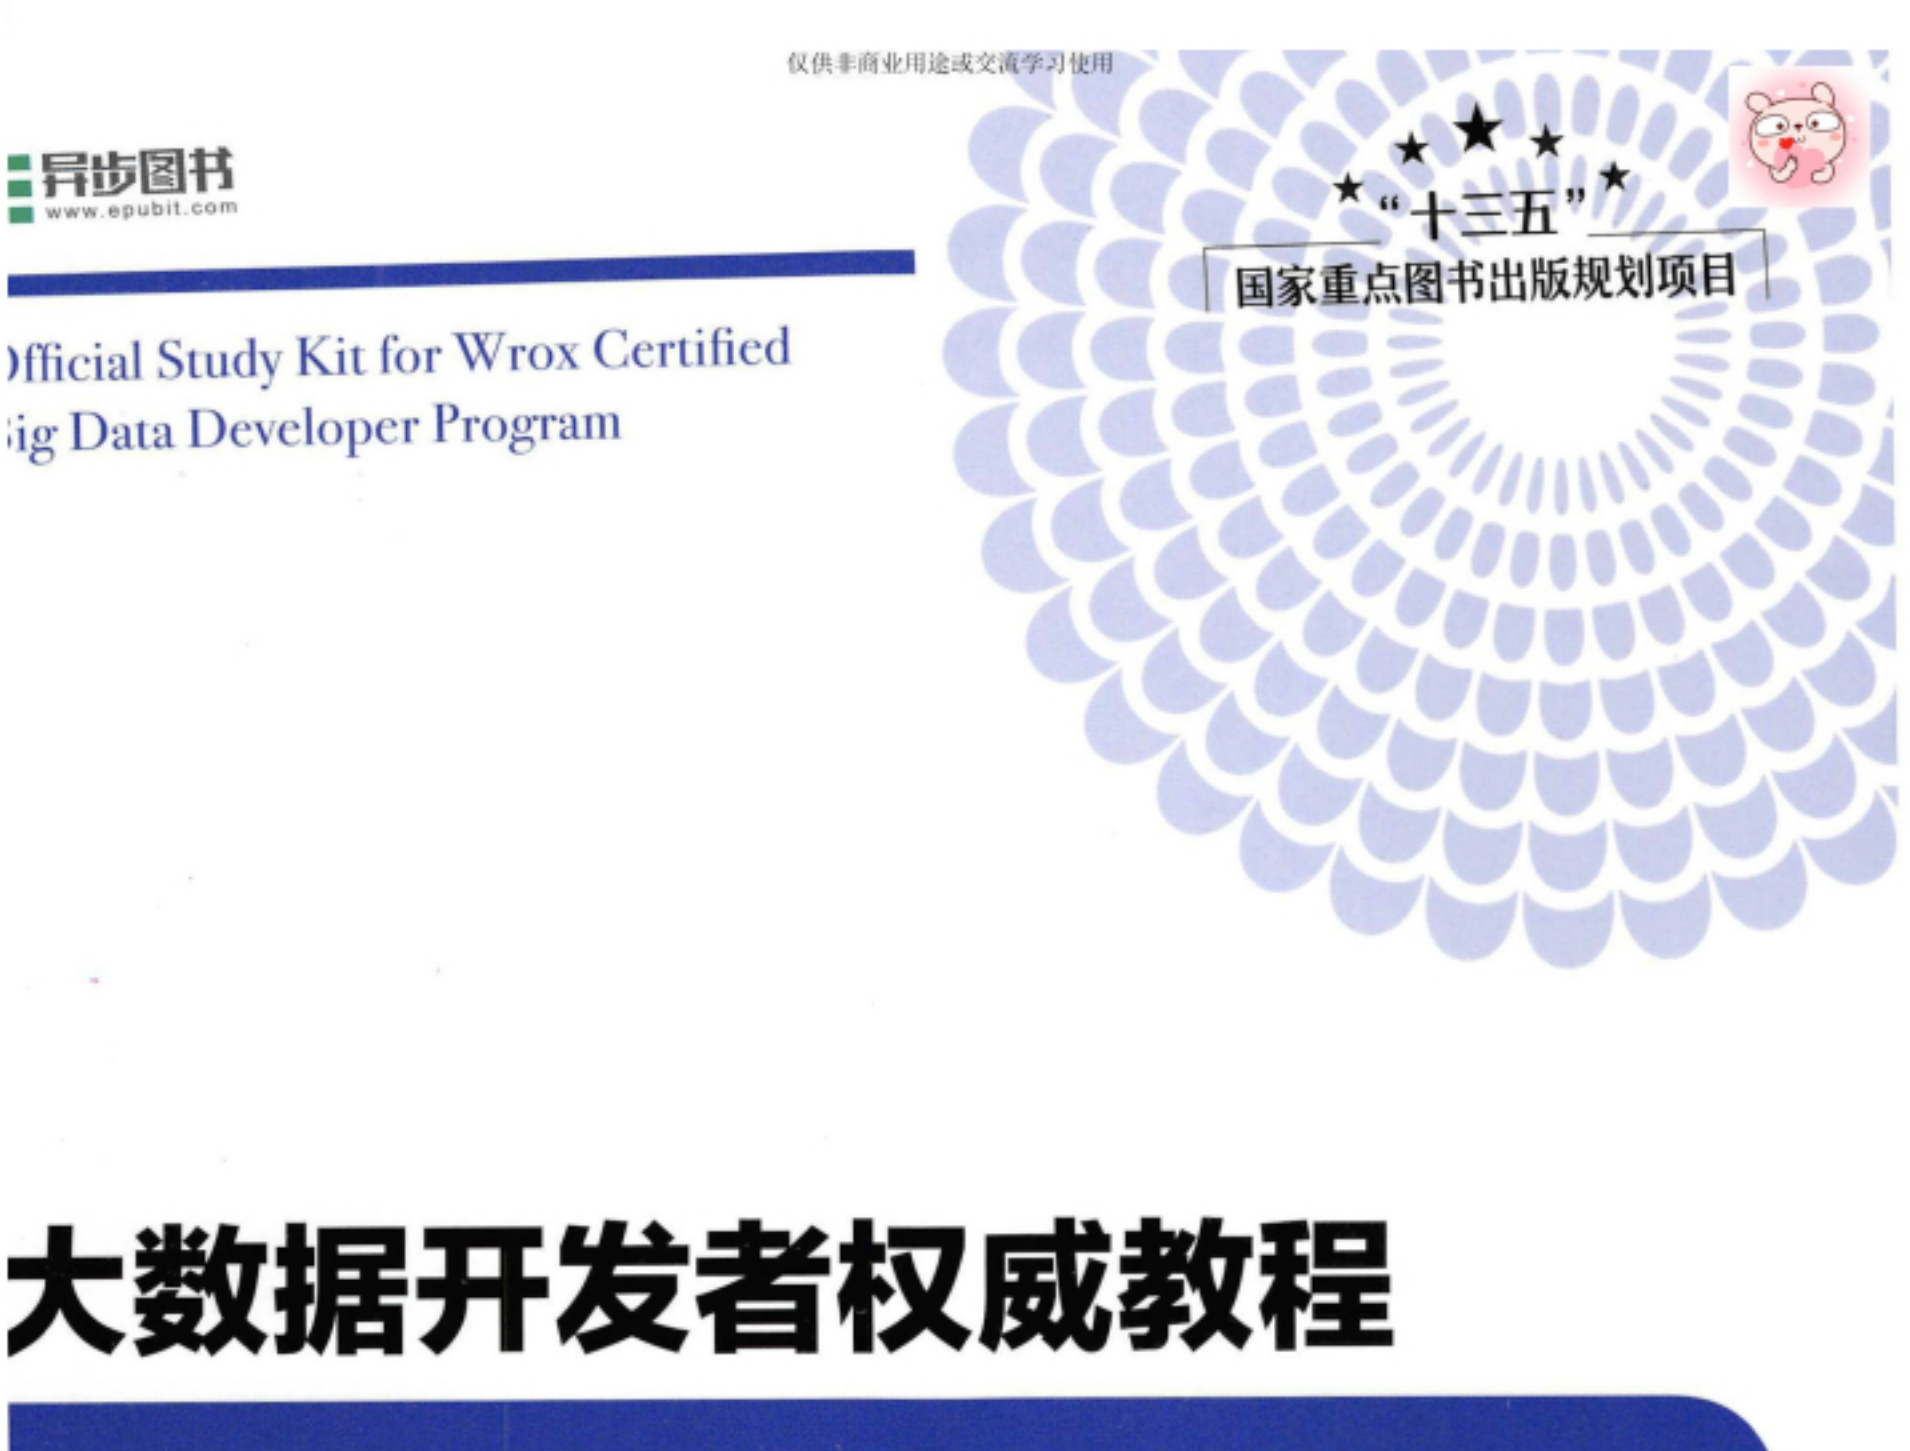 仅供非商业用途或交流学习使用
异步图书
www.epubit.com
“十三五”
国家重点图书出版规划项目
Official Study Kit for Wrox Certified
Big Data Developer Program
大数据开发者权威教程